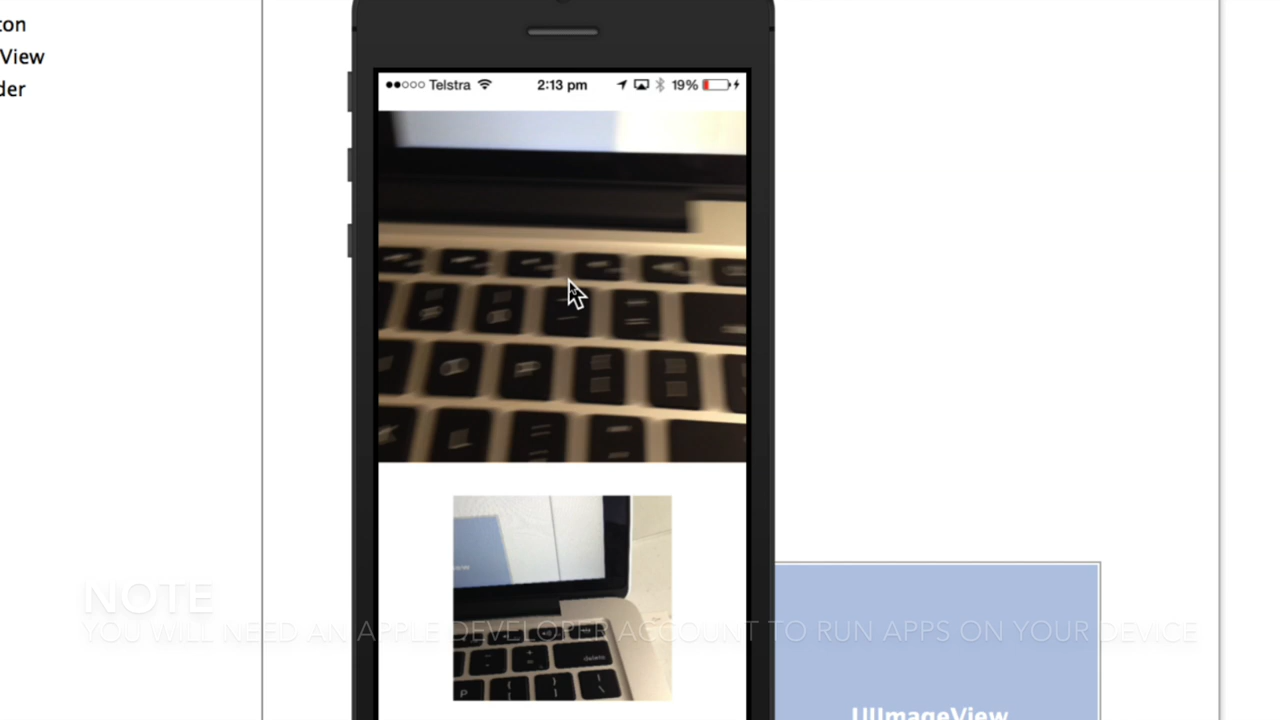 ton
View
der
Telstra 2:13 pm 19%
delete
P
NOTE
YOU WILL NEED AN APPLE DEVELOPER ACCOUNT TO RUN APPS ON YOUR DEVICE
UIImageView